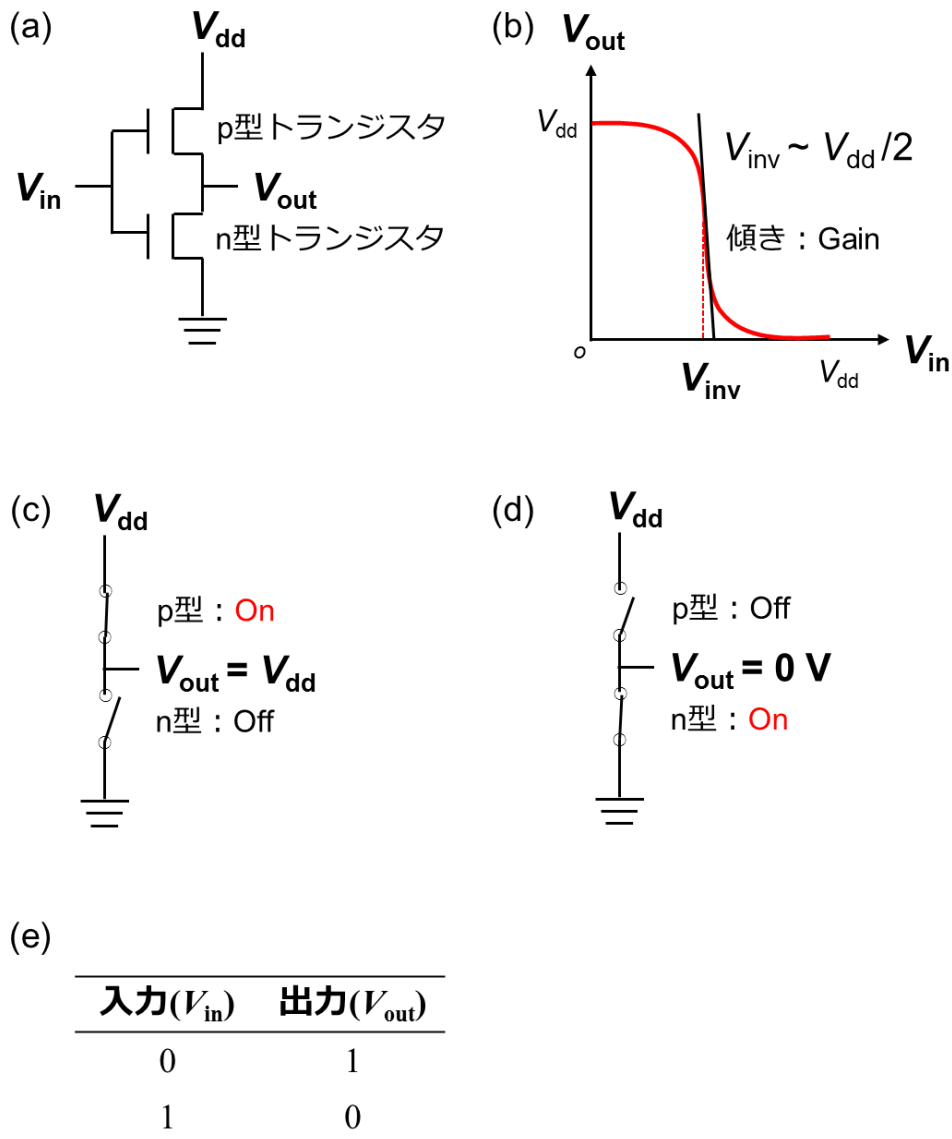 (a)
Vdd
p型トランジスタ
Vin
Vout
n型トランジスタ
(b)
Vout
Vdd
Vinv ~ Vdd /2
傾き：Gain
o
Vinv
Vdd
Vin
(c)
Vdd
p型：On
Vout = Vdd
n型：Off
(d)
Vdd
p型：Off
Vout = 0 V
n型：On
(e)
入力(Vin) 出力(Vout)
0 1
1 0